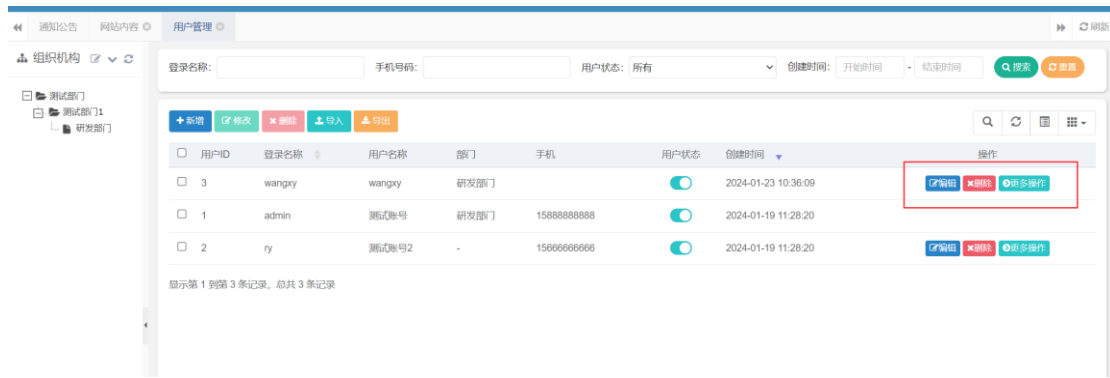 通知公告 网站内容 用户管理 刷新
组织机构
测试部门
测试部门1
研发部门
登录名称: 手机号码: 用户状态: 所有 创建时间: 开始时间 - 结束时间 搜索 重置
新增 修改 删除 导入 导出
用户ID 登录名称 用户名称 部门 手机 用户状态 创建时间 操作
3 wangxy wangxy 研发部门 2024-01-23 10:36:09 编辑 删除 更多操作
1 admin 测试账号 研发部门 15888888888 2024-01-19 11:28:20
2 ry 测试账号2 - 15666666666 2024-01-19 11:28:20 编辑 删除 更多操作
显示第 1 到第 3 条记录，总共 3 条记录